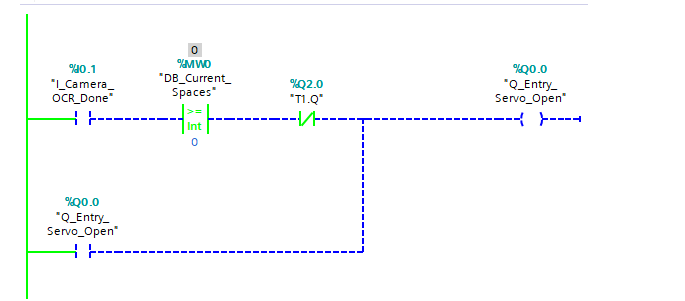 0
%I0.1
"I_Camera_
OCR_Done"
%MW0
"DB_Current_
Spaces"
>=
Int
0
%Q2.0
"T1.Q"
%Q0.0
"Q_Entry_
Servo_Open"
%Q0.0
"Q_Entry_
Servo_Open"